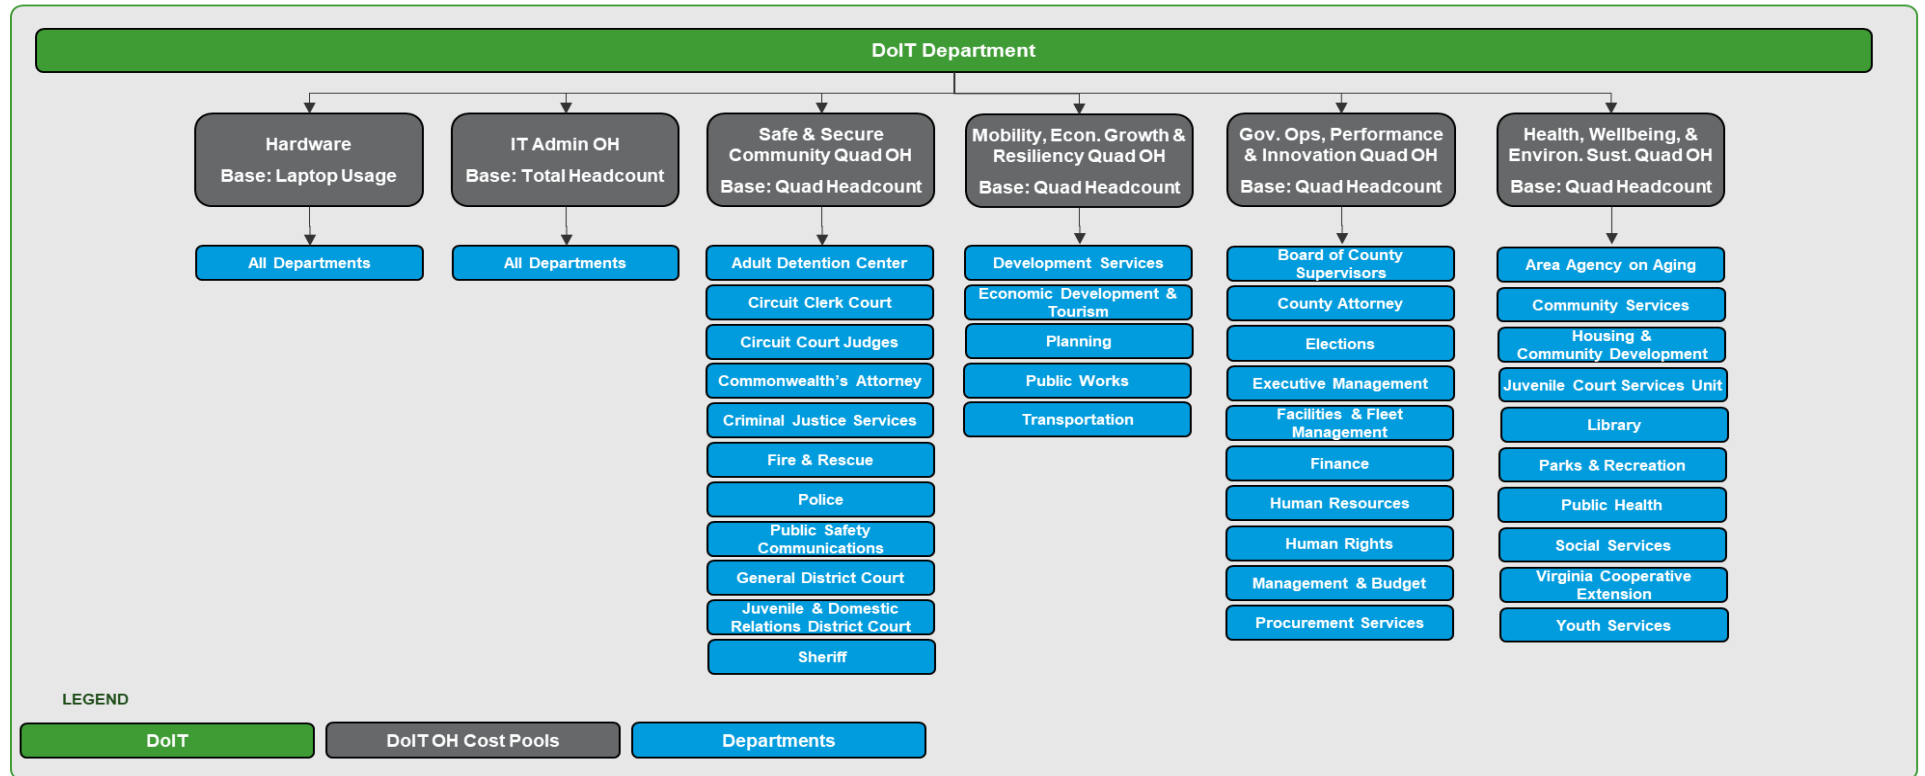 DoIT Department
Hardware
Base: Laptop Usage
All Departments
IT Admin OH
Base: Total Headcount
All Departments
Safe & Secure
Community Quad OH
Base: Quad Headcount
Adult Detention Center
Circuit Clerk Court
Circuit Court Judges
Commonwealth's Attorney
Criminal Justice Services
Fire & Rescue
Police
Public Safety
Communications
General District Court
Juvenile & Domestic
Relations District Court
Sheriff
Mobility, Econ. Growth &
Resiliency Quad OH
Base: Quad Headcount
Development Services
Economic Development &
Tourism
Planning
Public Works
Transportation
Gov. Ops, Performance
& Innovation Quad OH
Base: Quad Headcount
Board of County
Supervisors
County Attorney
Elections
Executive Management
Facilities & Fleet
Management
Finance
Human Resources
Human Rights
Management & Budget
Procurement Services
Health, Wellbeing, &
Environ. Sust. Quad OH
Base: Quad Headcount
Area Agency on Aging
Community Services
Housing &
Community Development
Juvenile Court Services Unit
Library
Parks & Recreation
Public Health
Social Services
Virginia Cooperative
Extension
Youth Services
LEGEND
DoIT
DoIT OH Cost Pools
Departments